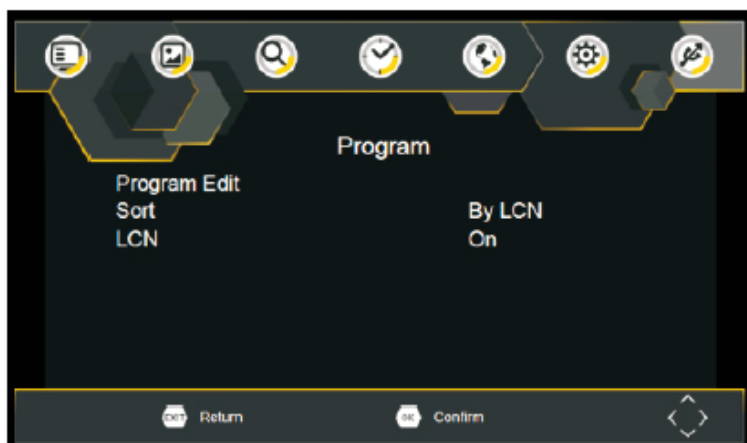 Program
Program Edit
Sort By LCN
LCN On
EXIT Return OK Confirm